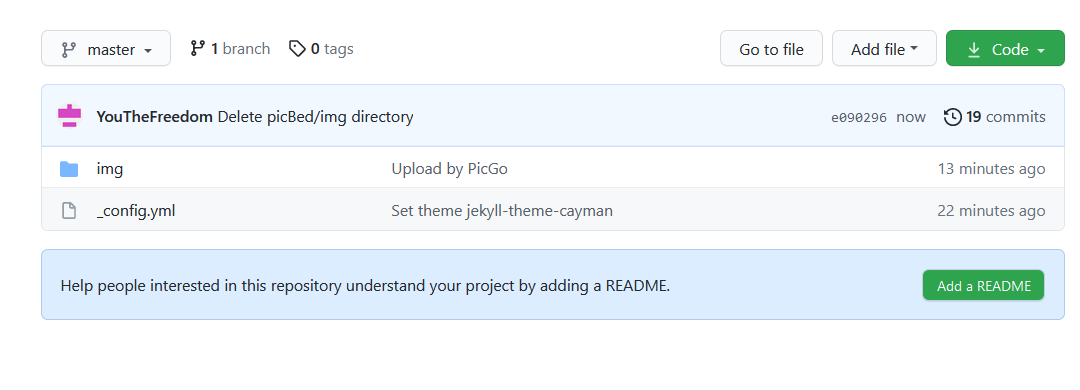 master 1 branch 0 tags Go to file Add file Code
YouTheFreedom Delete picBed/img directory e090296 now 19 commits
img Upload by PicGo 13 minutes ago
_config.yml Set theme jekyll-theme-cayman 22 minutes ago
Help people interested in this repository understand your project by adding a README. Add a README